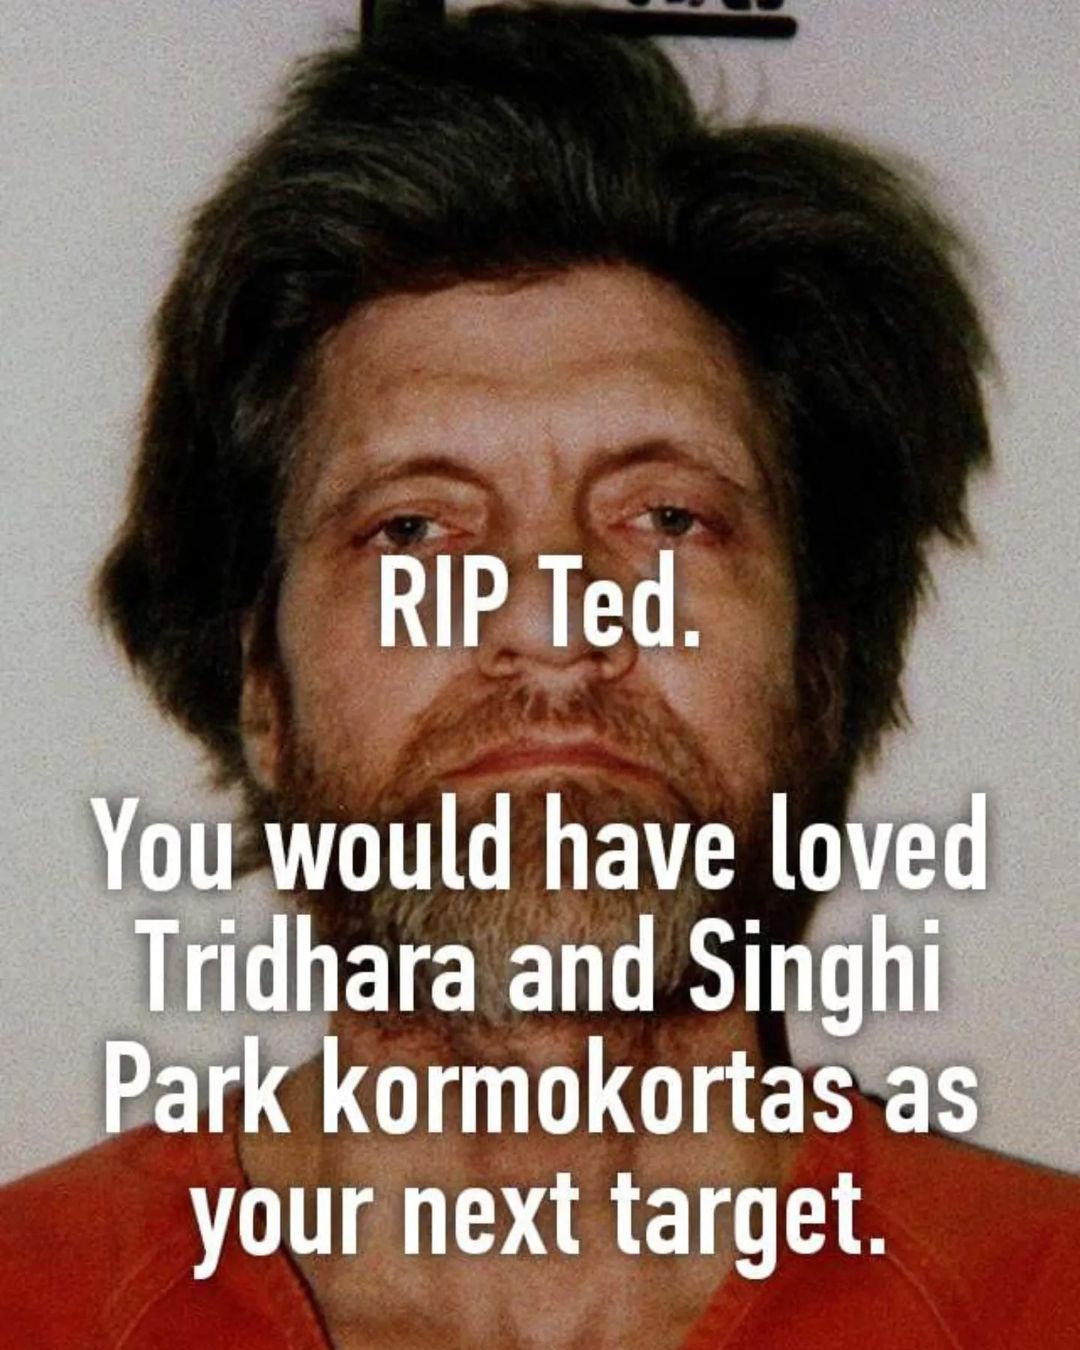 RIP Ted.
You would have loved
Tridhara and Singhi
Park kormokortas as
your next target.